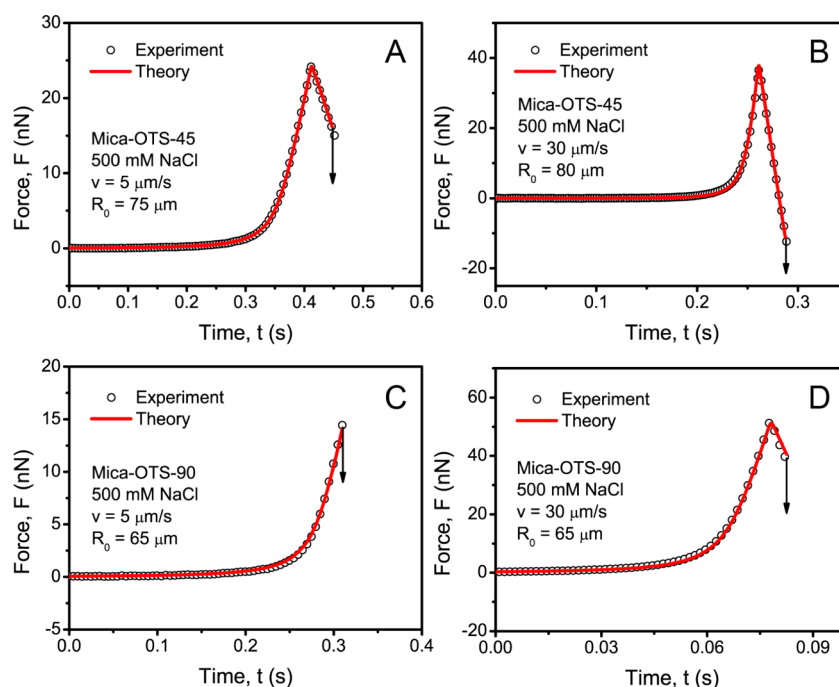 A
Experiment
Theory
Mica-OTS-45
500 mM NaCl
v = 5 μm/s
R₀ = 75 μm
Force, F (nN)
30
20
10
0
0.0 0.1 0.2 0.3 0.4 0.5 0.6
Time, t (s)
B
Experiment
Theory
Mica-OTS-45
500 mM NaCl
v = 30 μm/s
R₀ = 80 μm
Force, F (nN)
40
20
0
-20
0.0 0.1 0.2 0.3
Time, t (s)
C
Experiment
Theory
Mica-OTS-90
500 mM NaCl
v = 5 μm/s
R₀ = 65 μm
Force, F (nN)
20
15
10
5
0
-5
0.0 0.1 0.2 0.3 0.4
Time, t (s)
D
Experiment
Theory
Mica-OTS-90
500 mM NaCl
v = 30 μm/s
R₀ = 65 μm
Force, F (nN)
60
40
20
0
-20
0.00 0.03 0.06 0.09
Time, t (s)